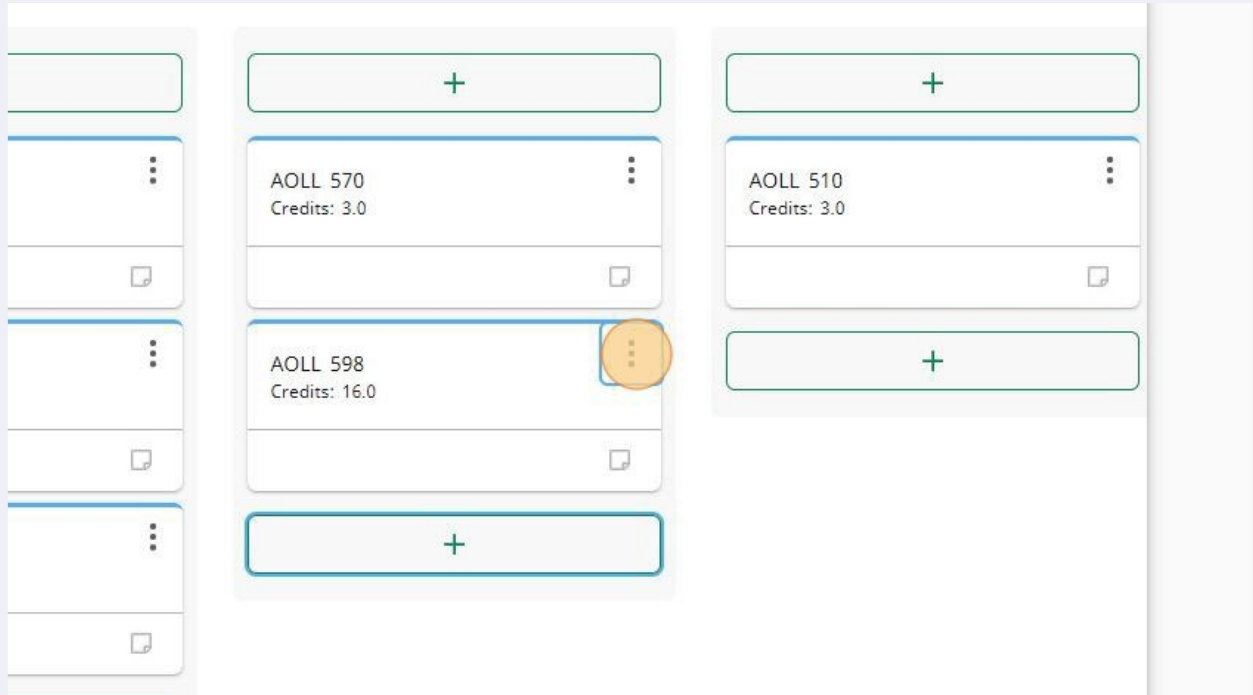 +
+
AOLL 570
Credits: 3.0
AOLL 510
Credits: 3.0
AOLL 598
Credits: 16.0
+
+